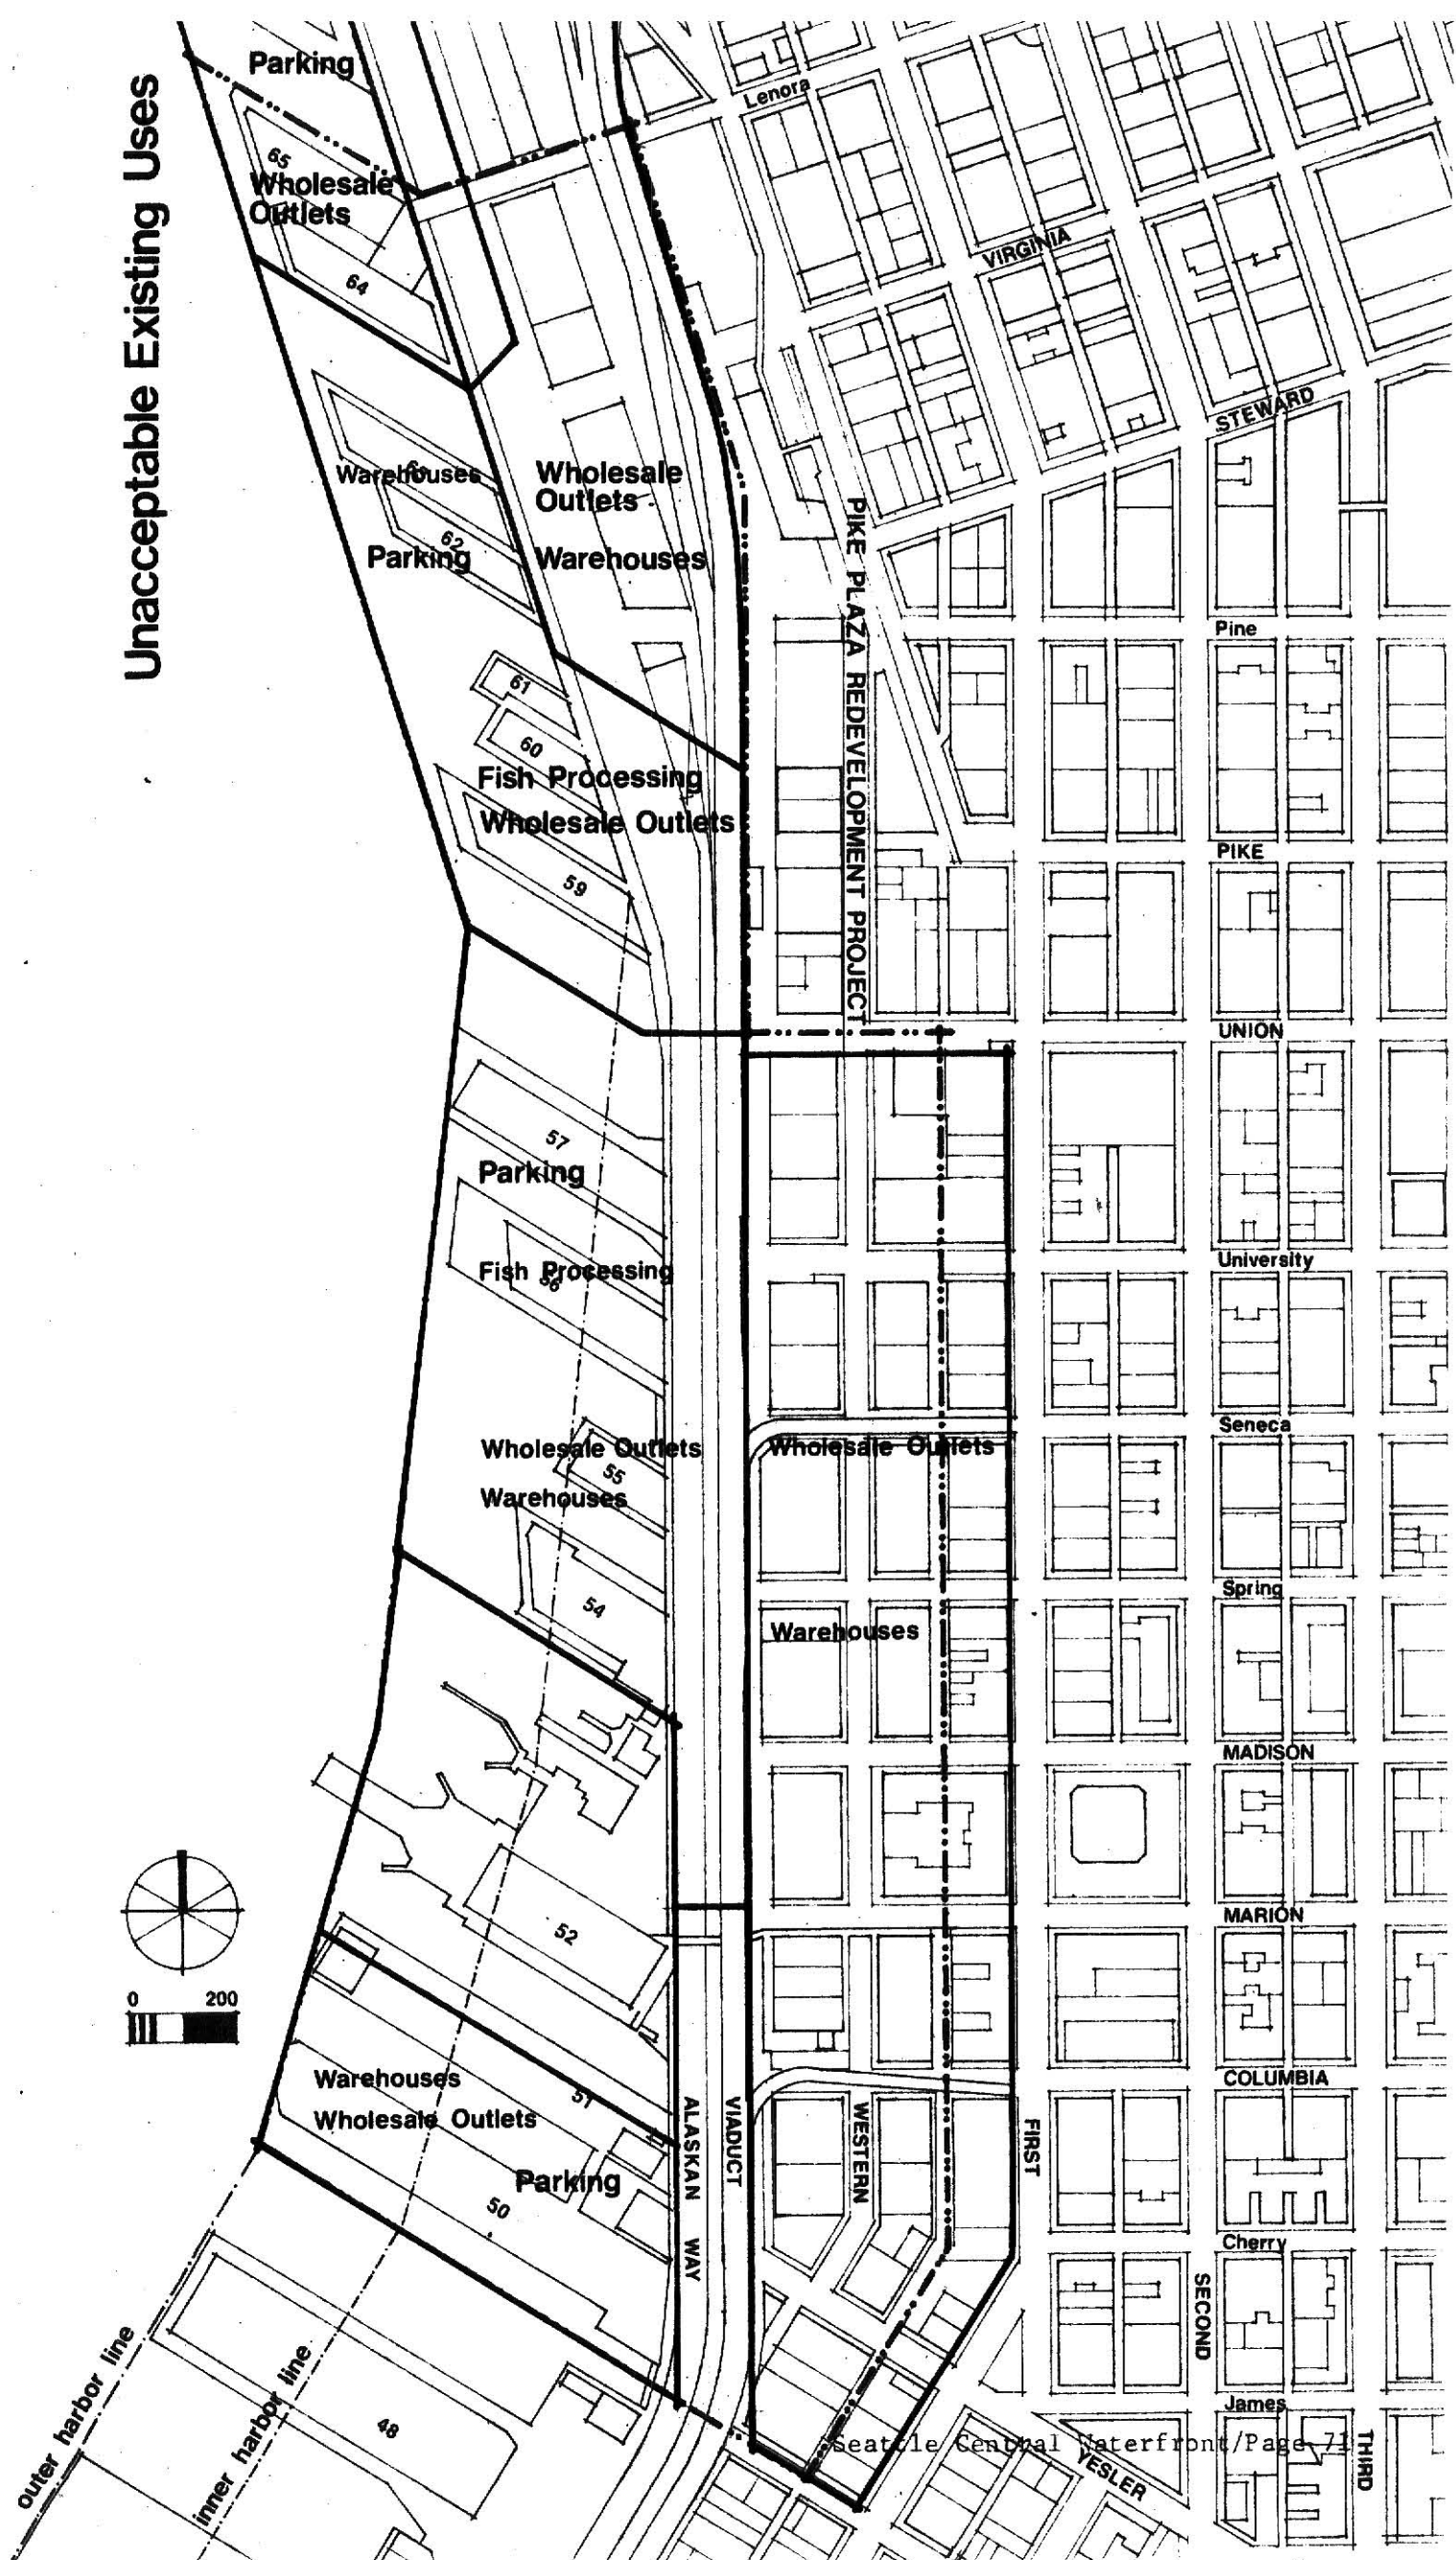 Unacceptable Existing Uses
Parking
Lenora
65
Wholesale
Outlets
64
VIRGINIA
STEWARD
Warehouses
Wholesale
Outlets
62
Parking
Warehouses
PIKE PLAZA REDEVELOPMENT PROJECT
Pine
61
60
Fish Processing
Wholesale Outlets
59
PIKE
UNION
57
Parking
University
Fish Processing
56
Seneca
Wholesale Outlets
Wholesale Outlets
55
Warehouses
Spring
54
Warehouses
MADISON
MARION
52
0 200
Warehouses
51
COLUMBIA
Wholesale Outlets
ALASKAN WAY
VIADUCT
WESTERN
FIRST
Parking
50
Cherry
SECOND
outer harbor line
inner harbor line
48
James
Seattle Central Waterfront/Page 71
YESLER
THIRD